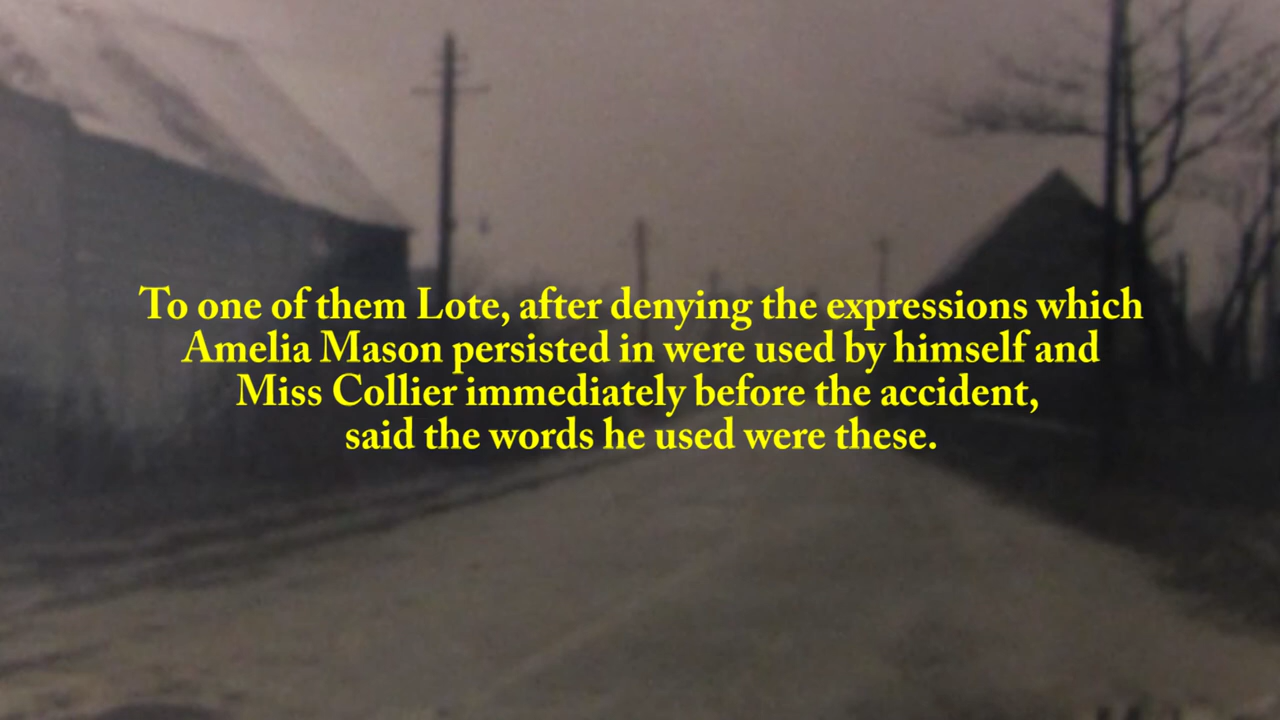 To one of them Lote, after denying the expressions which
Amelia Mason persisted in were used by himself and
Miss Collier immediately before the accident,
said the words he used were these.